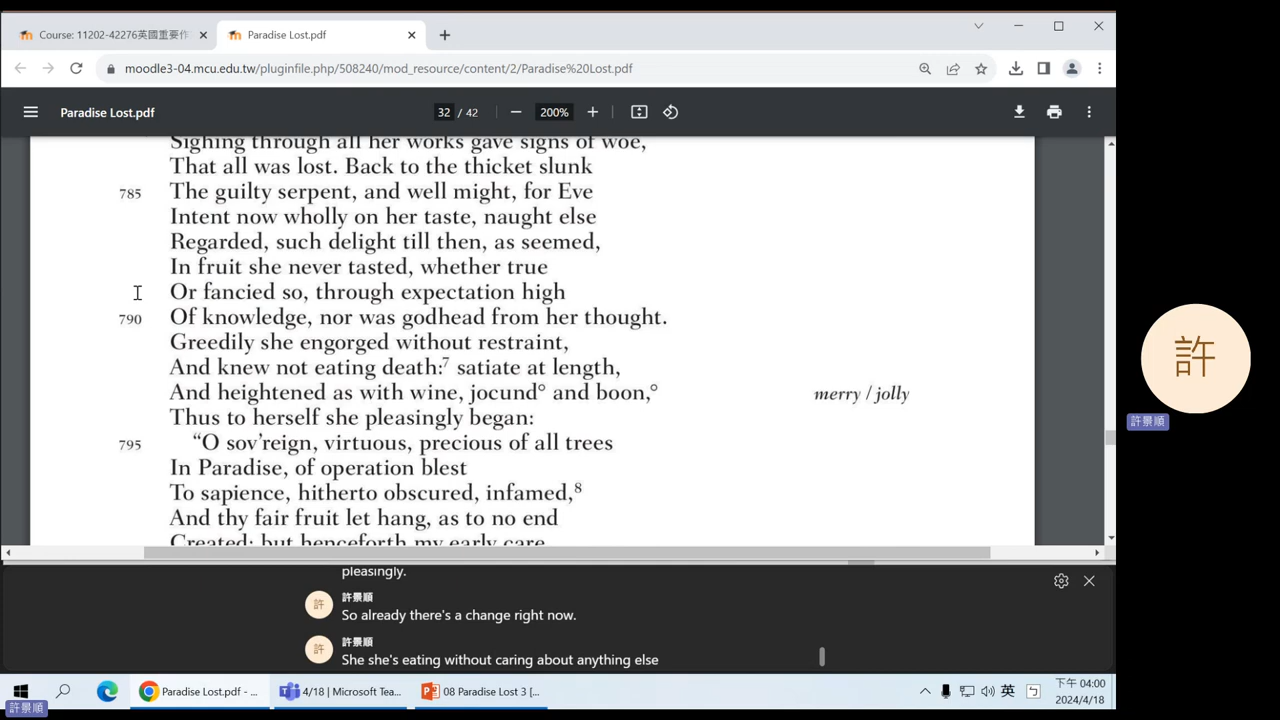 Course: 11202-42276英國重要作
Paradise Lost.pdf
moodle3-04.mcu.edu.tw/pluginfile.php/508240/mod_resource/content/2/Paradise%20Lost.pdf
Paradise Lost.pdf
32 / 42
200%
Sighing through all her works gave signs of woe,
That all was lost. Back to the thicket slunk
785 The guilty serpent, and well might, for Eve
Intent now wholly on her taste, naught else
Regarded, such delight till then, as seemed,
In fruit she never tasted, whether true
Or fancied so, through expectation high
790 Of knowledge, nor was godhead from her thought.
Greedily she engorged without restraint,
And knew not eating death:7 satiate at length,
And heightened as with wine, jocund° and boon,° merry / jolly
Thus to herself she pleasingly began:
795 “O sov’reign, virtuous, precious of all trees
In Paradise, of operation blest
To sapience, hitherto obscured, infamed,8
And thy fair fruit let hang, as to no end
Created; but henceforth my early care,
許
許景順
pleasingly.
許景順
許 So already there's a change right now.
許景順
許 She she's eating without caring about anything else
Paradise Lost.pdf - ...
4/18 | Microsoft Tea...
08 Paradise Lost 3 [...
英
下午 04:00
2024/4/18
許景順